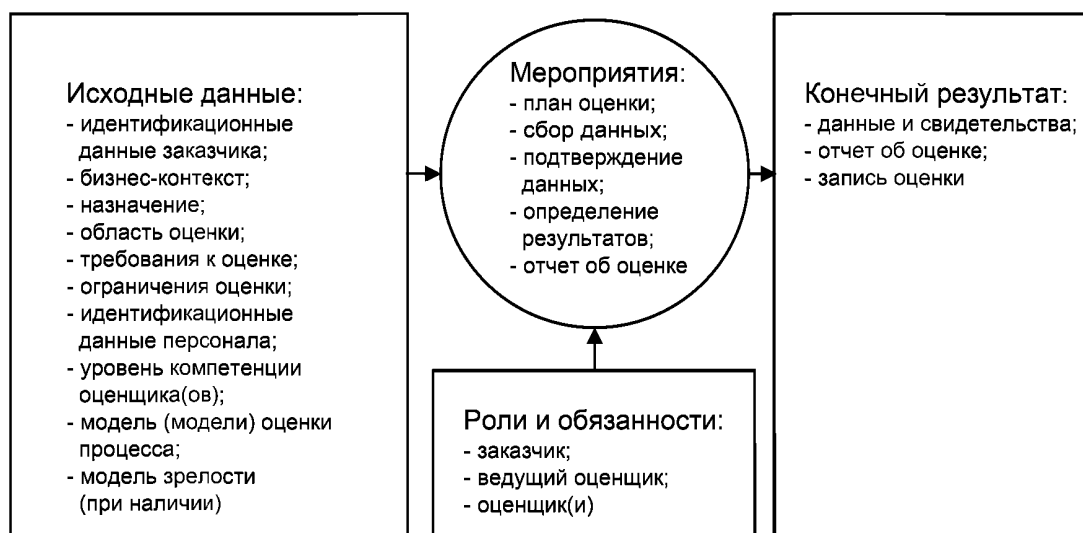 Исходные данные:
- идентификационные
данные заказчика;
- бизнес-контекст;
- назначение;
- область оценки;
- требования к оценке;
- ограничения оценки;
- идентификационные
данные персонала;
- уровень компетенции
оценщика(ов);
- модель (модели) оценки
процесса;
- модель зрелости
(при наличии)
Мероприятия:
- план оценки;
- сбор данных;
- подтверждение
данных;
- определение
результатов;
- отчет об оценке
Роли и обязанности:
- заказчик;
- ведущий оценщик;
- оценщик(и)
Конечный результат:
- данные и свидетельства;
- отчет об оценке;
- запись оценки